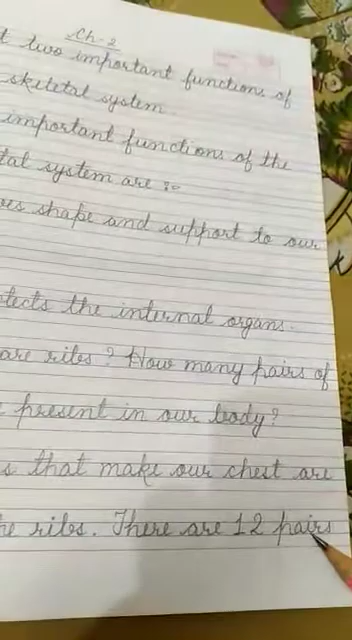 Ch-2
t two important functions of
skeletal system.
important functions of the
tal system are :-
es shape and support to our
tects the internal organs.
are ribs? How many pairs of
present in our body?
s that make our chest are
he ribs. There are 12 pairs